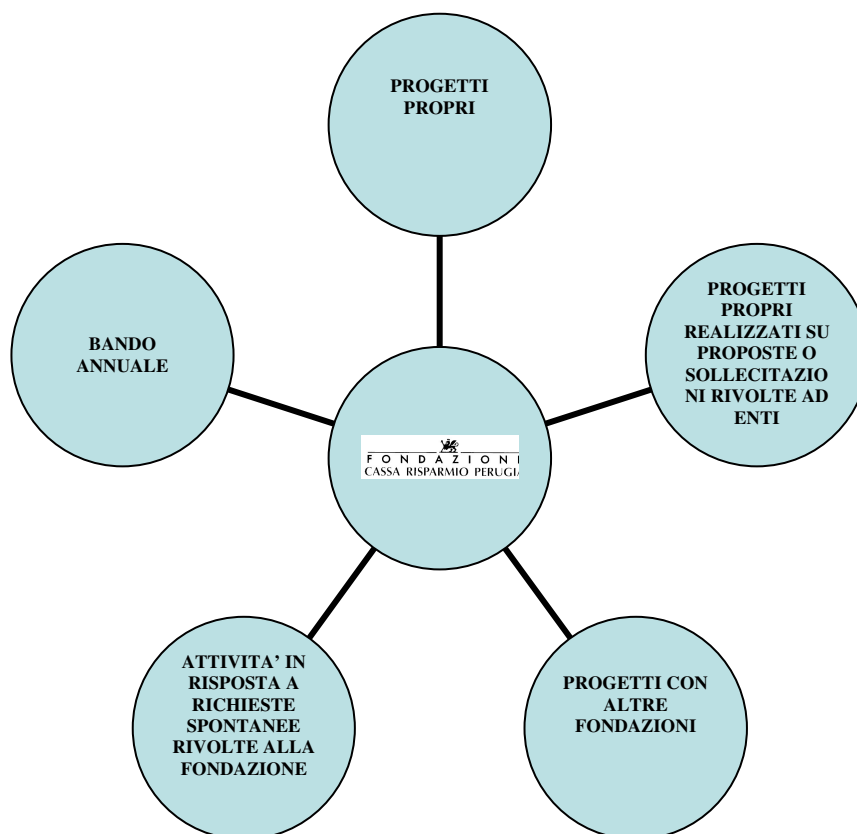 PROGETTI
PROPRI
PROGETTI
PROPRI
REALIZZATI SU
PROPOSTE O
SOLLECITAZIO
NI RIVOLTE AD
ENTI
BANDO
ANNUALE
FONDAZION
CASSA RISPARMIO PERUGIA
ATTIVITA’ IN
RISPOSTA A
RICHIESTE
SPONTANEE
RIVOLTE ALLA
FONDAZIONE
PROGETTI CON
ALTRE
FONDAZIONI